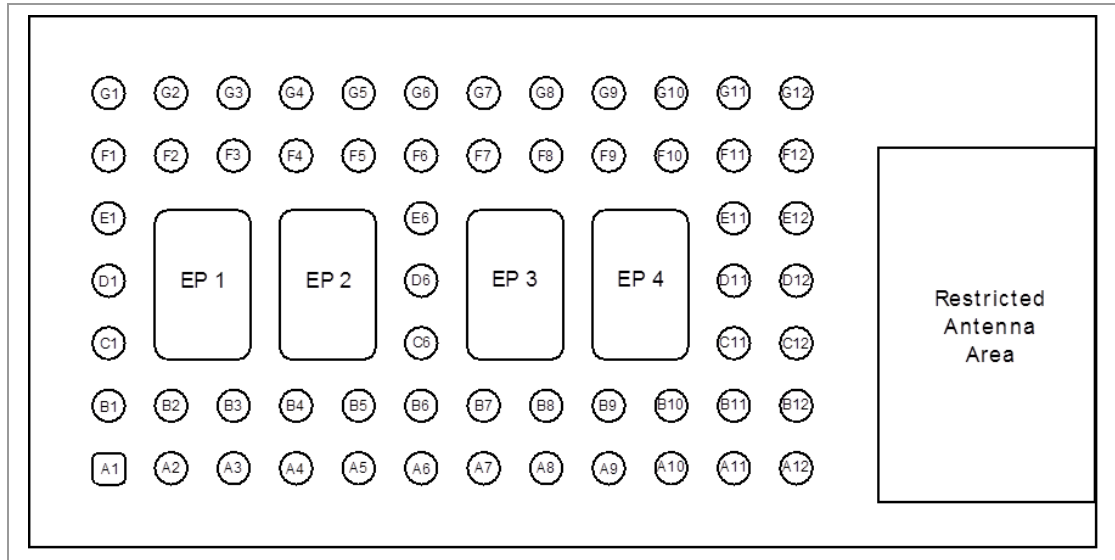 G1 G2 G3 G4 G5 G6 G7 G8 G9 G10 G11 G12
F1 F2 F3 F4 F5 F6 F7 F8 F9 F10 F11 F12
E1 E6 E11 E12
D1 EP 1 EP 2 D6 EP 3 EP 4 D11 D12
C1 C6 C11 C12
B1 B2 B3 B4 B5 B6 B7 B8 B9 B10 B11 B12
A1 A2 A3 A4 A5 A6 A7 A8 A9 A10 A11 A12
Restricted
Antenna
Area